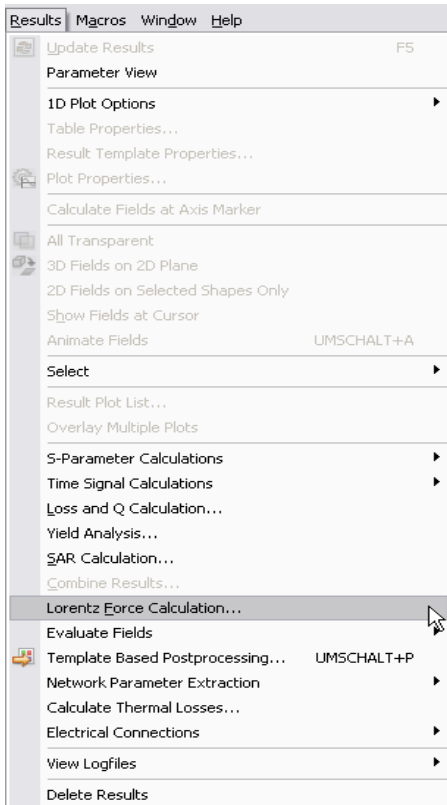 Results Macros Window Help
Update Results F5
Parameter View
1D Plot Options
Table Properties...
Result Template Properties...
Plot Properties...
Calculate Fields at Axis Marker
All Transparent
3D Fields on 2D Plane
2D Fields on Selected Shapes Only
Show Fields at Cursor
Animate Fields UMSCHALT+A
Select
Result Plot List...
Overlay Multiple Plots
S-Parameter Calculations
Time Signal Calculations
Loss and Q Calculation...
Yield Analysis...
SAR Calculation...
Combine Results...
Lorentz Force Calculation...
Evaluate Fields
Template Based Postprocessing... UMSCHALT+P
Network Parameter Extraction
Calculate Thermal Losses...
Electrical Connections
View Logfiles
Delete Results